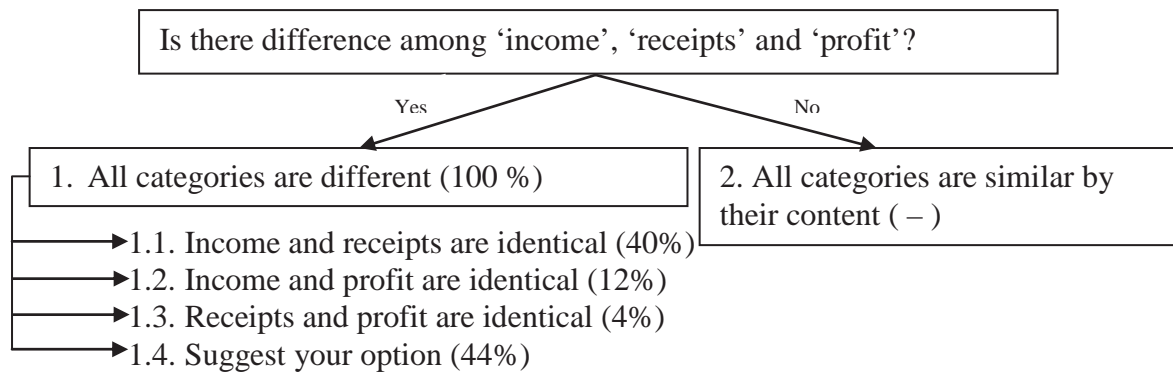 Is there difference among ‘income’, ‘receipts’ and ‘profit’?
Yes
No
1. All categories are different (100 %)
2. All categories are similar by
their content ( – )
1.1. Income and receipts are identical (40%)
1.2. Income and profit are identical (12%)
1.3. Receipts and profit are identical (4%)
1.4. Suggest your option (44%)